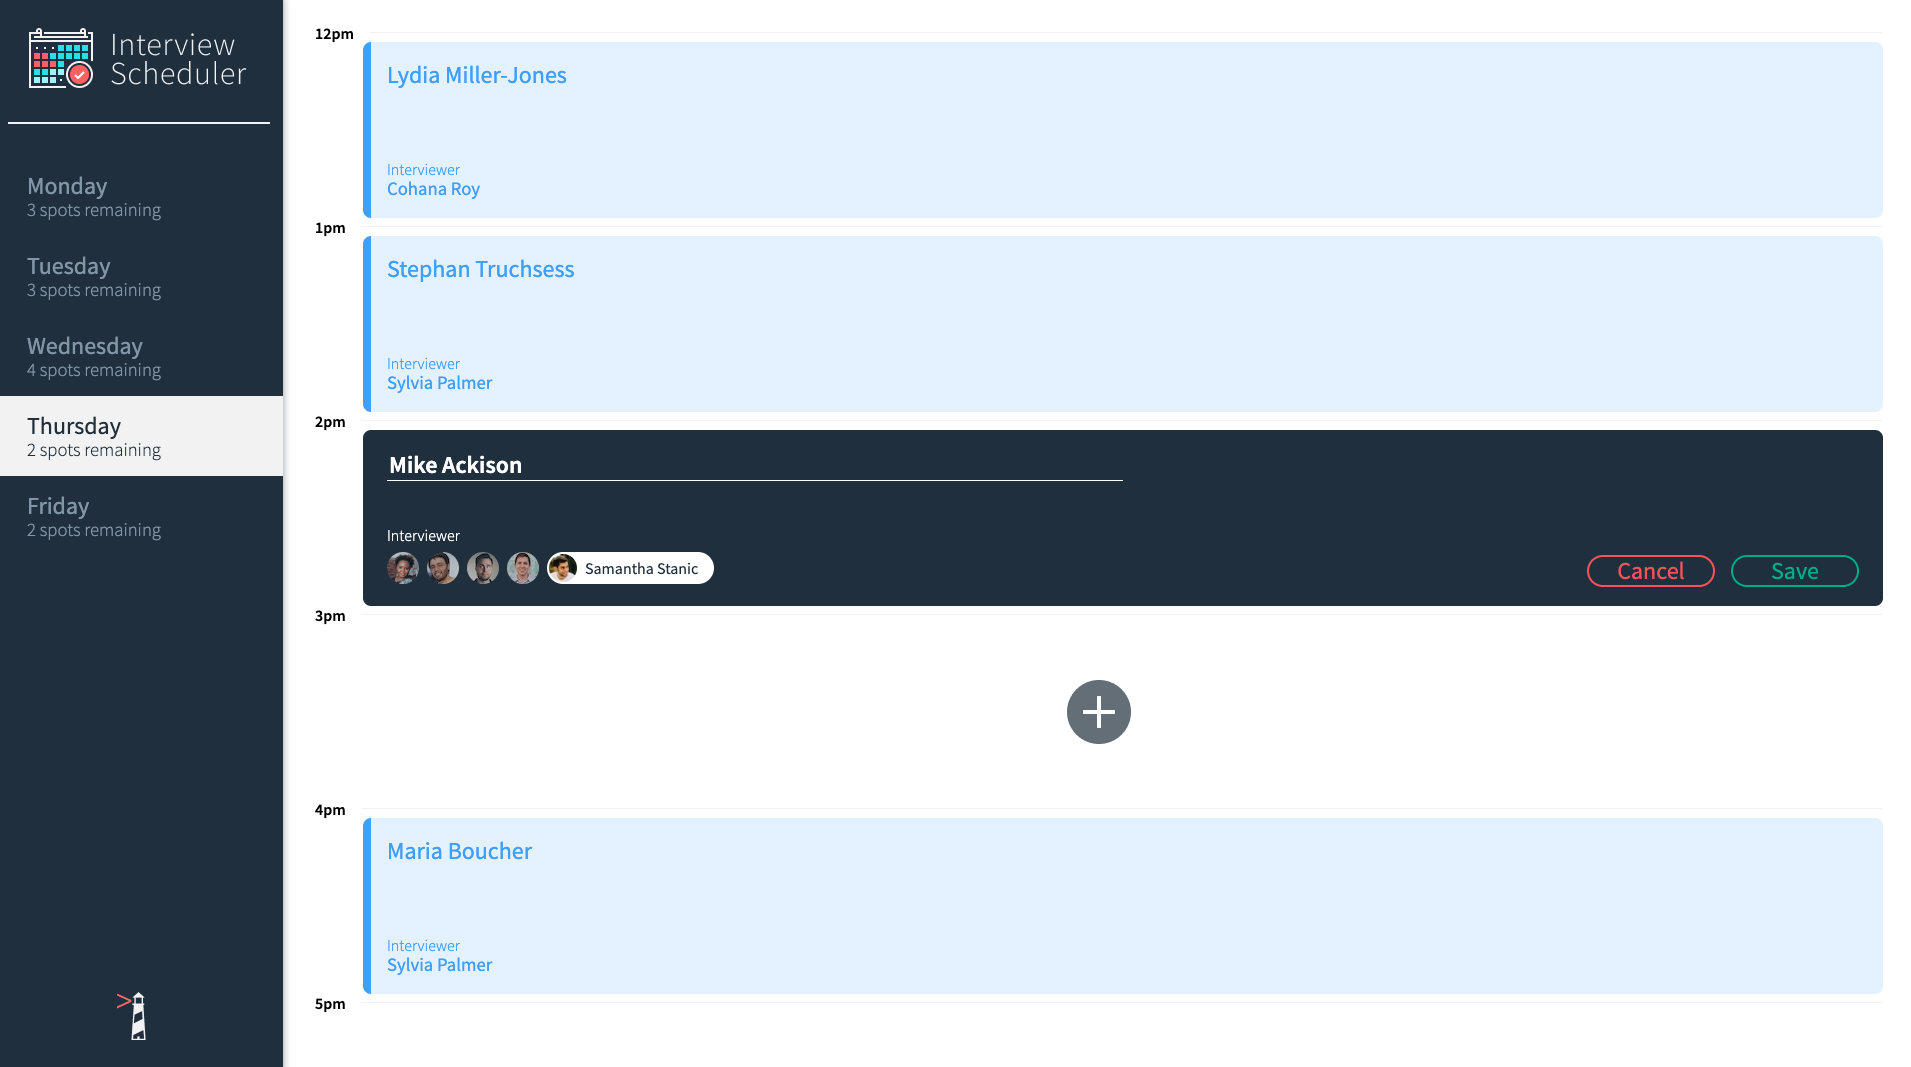 Interview
Scheduler
Monday
3 spots remaining
Tuesday
3 spots remaining
Wednesday
4 spots remaining
Thursday
2 spots remaining
Friday
2 spots remaining
12pm
Lydia Miller-Jones
Interviewer
Cohana Roy
1pm
Stephan Truchsess
Interviewer
Sylvia Palmer
2pm
Mike Ackison
Interviewer
Samantha Stanic
Cancel
Save
3pm
4pm
Maria Boucher
Interviewer
Sylvia Palmer
5pm